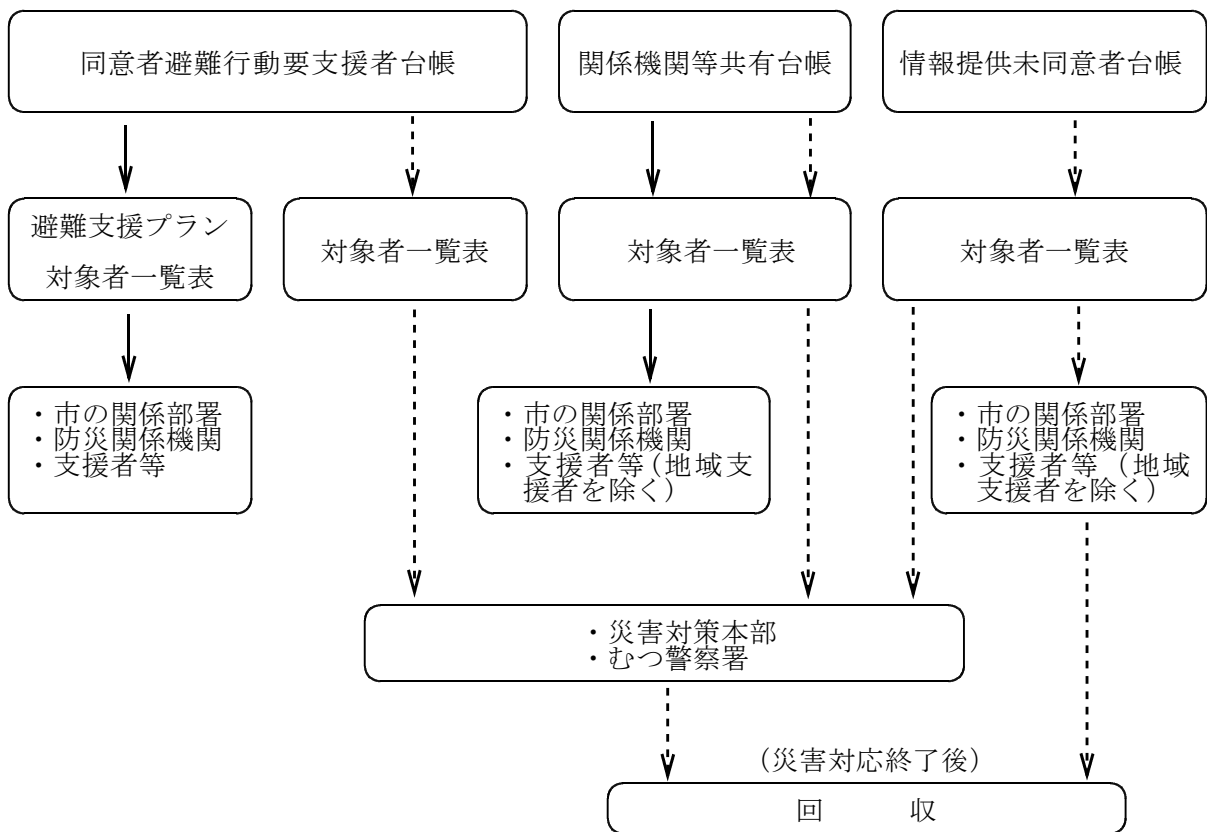 同意者避難行動要支援者台帳
関係機関等共有台帳
情報提供未同意者台帳
避難支援プラン
対象者一覧表
対象者一覧表
対象者一覧表
対象者一覧表
・市の関係部署
・防災関係機関
・支援者等
・市の関係部署
・防災関係機関
・支援者等（地域支
援者を除く）
・市の関係部署
・防災関係機関
・支援者等（地域
支援者を除く）
・災害対策本部
・むつ警察署
（災害対応終了後）
回　　　収